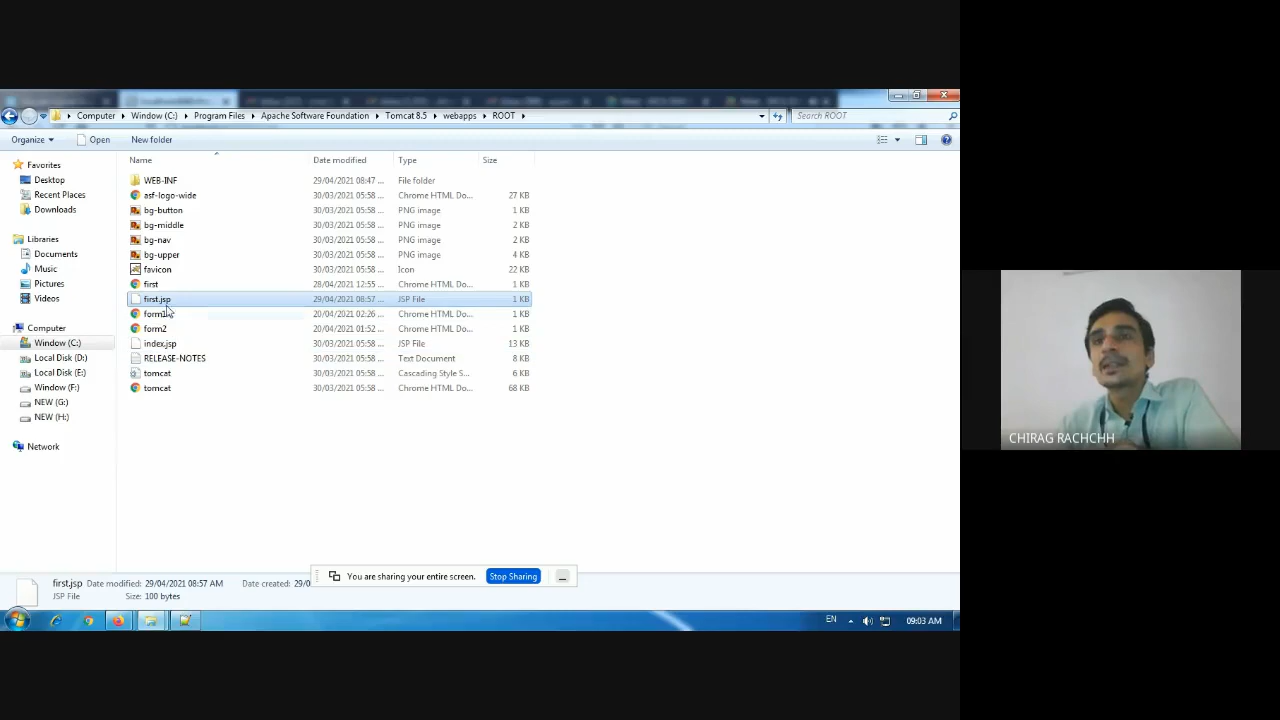 Computer Window (C:) Program Files Apache Software Foundation Tomcat 8.5 webapps ROOT
Search ROOT
Organize Open New folder
Name Date modified Type Size
WEB-INF 29/04/2021 08:47 ... File folder
asf-logo-wide 30/03/2021 05:58 ... Chrome HTML Do... 27 KB
bg-button 30/03/2021 05:58 ... PNG image 1 KB
bg-middle 30/03/2021 05:58 ... PNG image 2 KB
bg-nav 30/03/2021 05:58 ... PNG image 2 KB
bg-upper 30/03/2021 05:58 ... PNG image 4 KB
favicon 30/03/2021 05:58 ... Icon 22 KB
first 28/04/2021 12:55 ... Chrome HTML Do... 1 KB
first.jsp 29/04/2021 08:57 ... JSP File 1 KB
form1 20/04/2021 02:26 ... Chrome HTML Do... 1 KB
form2 20/04/2021 01:52 ... Chrome HTML Do... 1 KB
index.jsp 30/03/2021 05:58 ... JSP File 13 KB
RELEASE-NOTES 30/03/2021 05:58 ... Text Document 8 KB
tomcat 30/03/2021 05:58 ... Cascading Style S... 6 KB
tomcat 30/03/2021 05:58 ... Chrome HTML Do... 68 KB
Favorites
Desktop
Recent Places
Downloads
Libraries
Documents
Music
Pictures
Videos
Computer
Window (C:)
Local Disk (D:)
Local Disk (E:)
Window (F:)
NEW (G:)
NEW (H:)
Network
CHIRAG RACHCHH
You are sharing your entire screen. Stop Sharing
first.jsp Date modified: 29/04/2021 08:57 AM Date created: 29/0
JSP File Size: 100 bytes
EN 09:03 AM